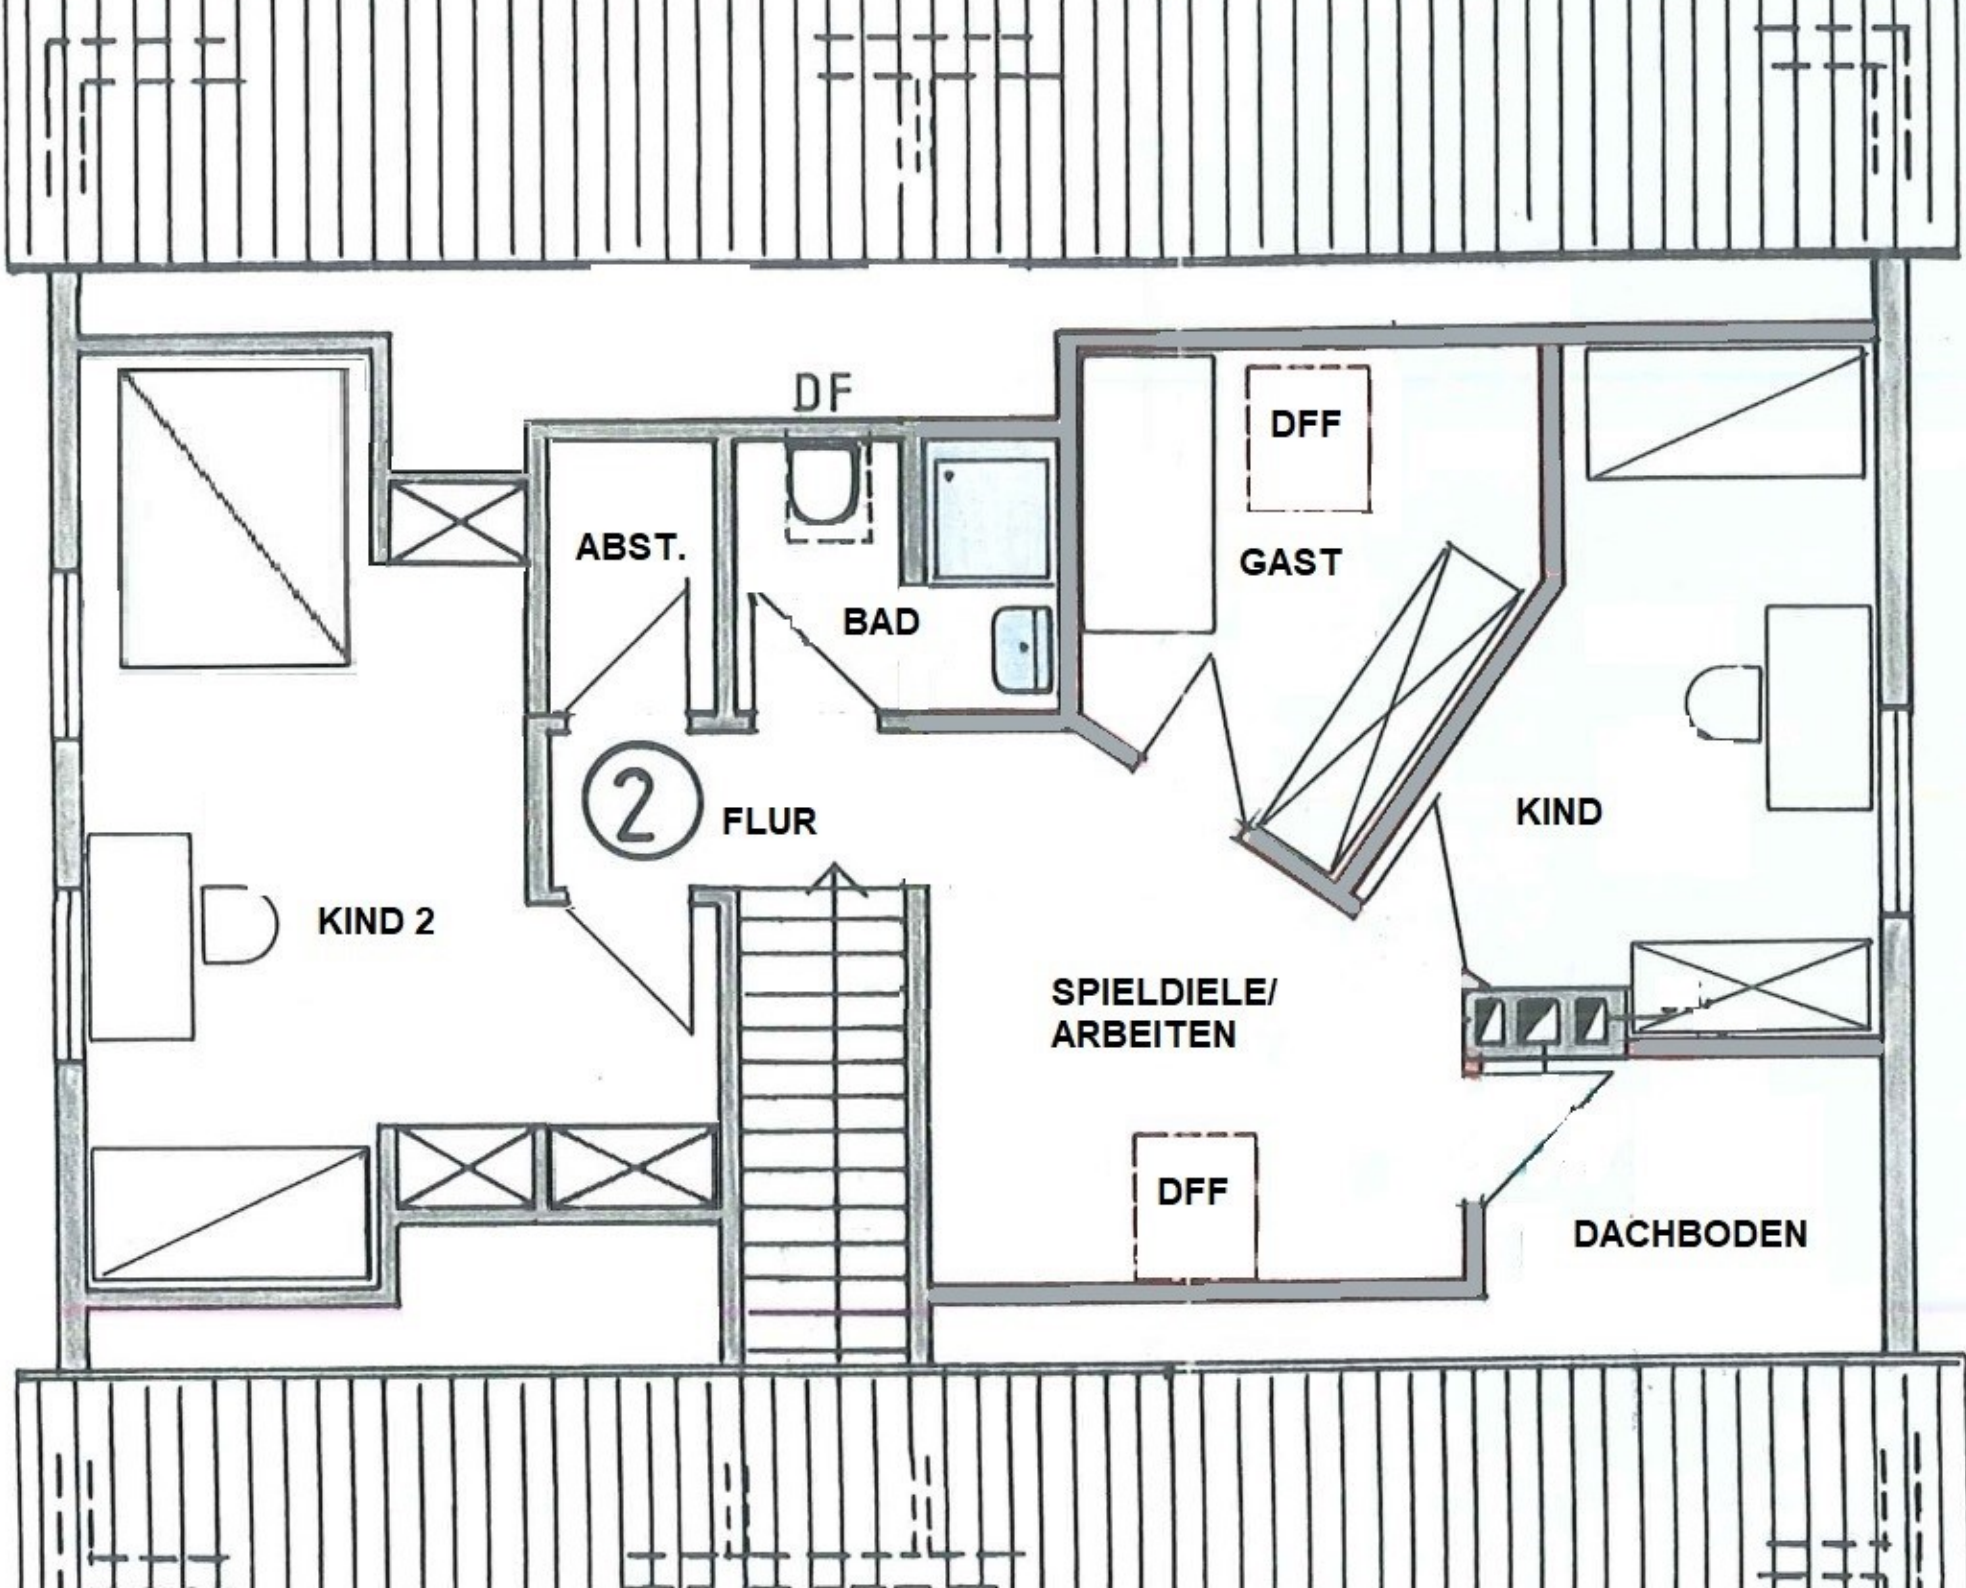 DF
DFF
ABST.
GAST
BAD
2
FLUR
KIND
KIND 2
SPIELDIELE/
ARBEITEN
DFF
DACHBODEN